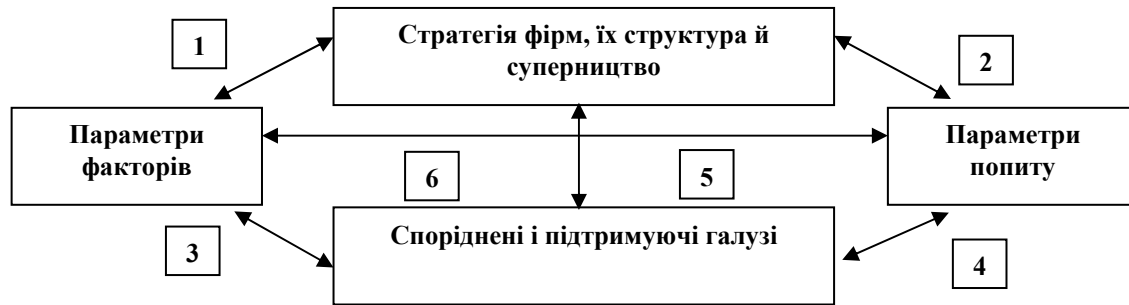 Стратегія фірм, їх структура й
суперництво
1
2
Параметри
факторів
Параметри
попиту
6
5
Споріднені і підтримуючі галузі
3
4